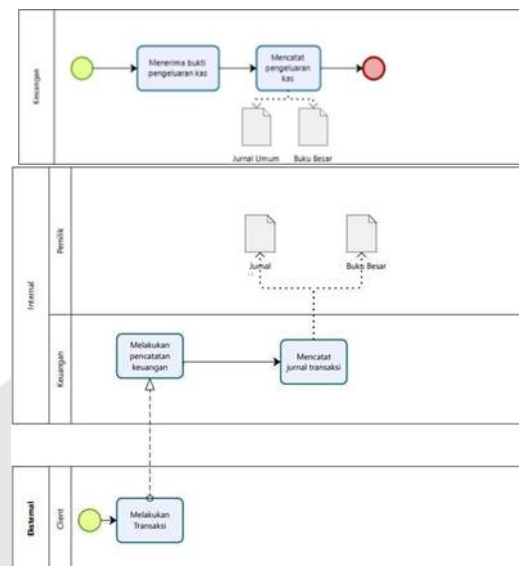 Keuangan
Menerima bukti
pengeluaran kas
Mencatat
pengeluaran
kas
Jurnal Umum
Buku Besar
Internal
Pemilik
Jurnal
Buku Besar
Keuangan
Melakukan
pencatatan
keuangan
Mencatat
jurnal transaksi
Eksternal
Client
Melakukan
Transaksi